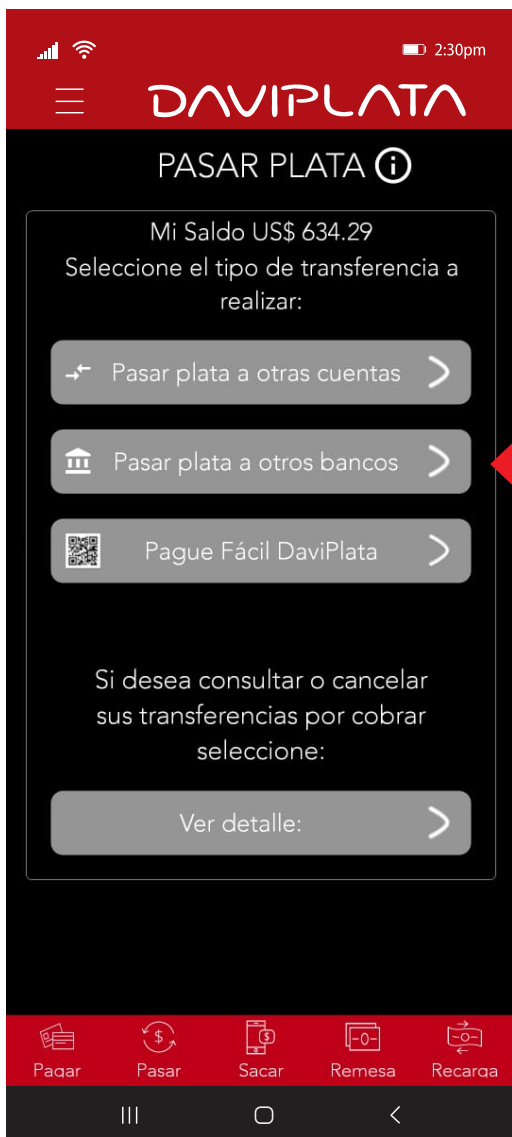 2:30pm
DAVIPLATA
PASAR PLATA
Mi Saldo US$ 634.29
Seleccione el tipo de transferencia a
realizar:
Pasar plata a otras cuentas
Pasar plata a otros bancos
Pague Fácil DaviPlata
Si desea consultar o cancelar
sus transferencias por cobrar
seleccione:
Ver detalle:
Pagar Pasar Sacar Remesa Recarga